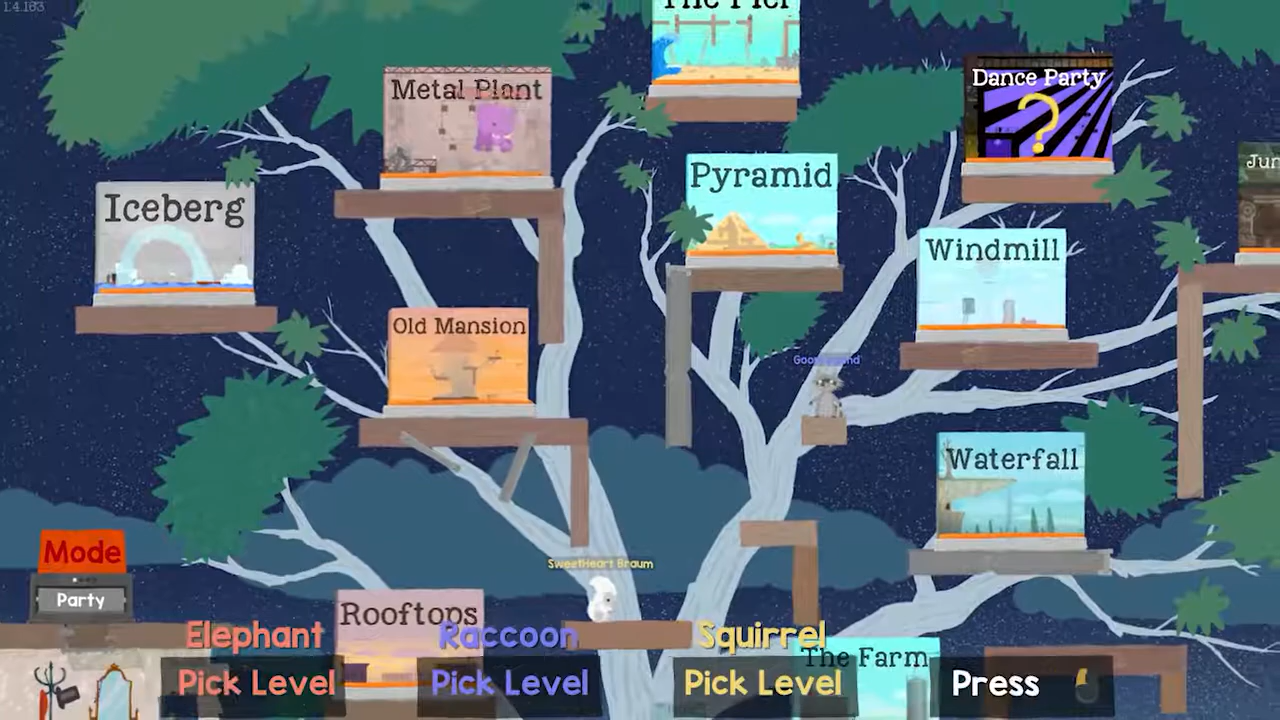 1.4.163
The Pier
Metal Plant
Dance Party
Pyramid
Iceberg
Windmill
Old Mansion
Waterfall
Mode
Party
SweetHeart Braum
Rooftops
The Farm
Elephant
Pick Level
Raccoon
Pick Level
Squirrel
Pick Level
Press